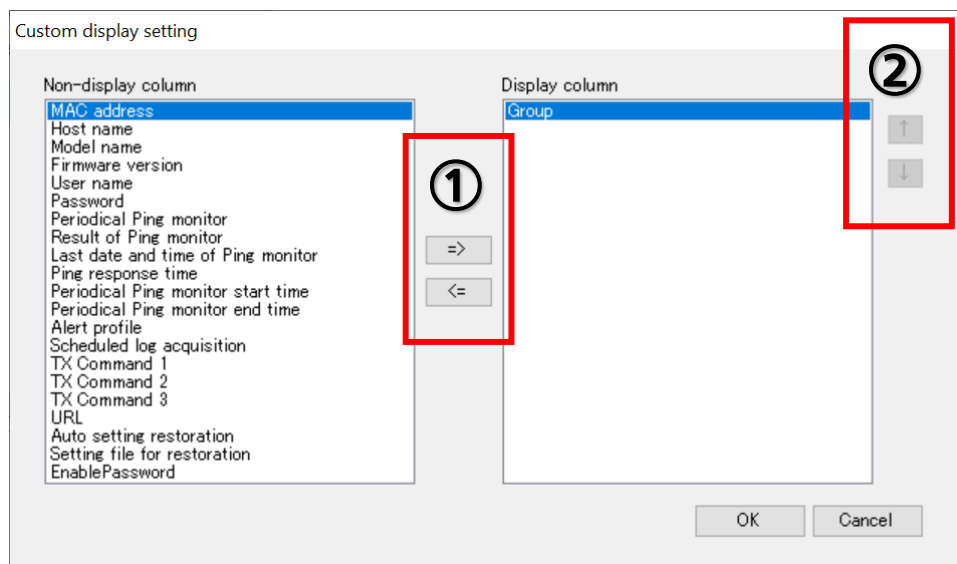 Custom display setting
Non-display column
MAC address
Host name
Model name
Firmware version
User name
Password
Periodical Ping monitor
Result of Ping monitor
Last date and time of Ping monitor
Ping response time
Periodical Ping monitor start time
Periodical Ping monitor end time
Alert profile
Scheduled log acquisition
TX Command 1
TX Command 2
TX Command 3
URL
Auto setting restoration
Setting file for restoration
EnablePassword
①
=>
<=
Display column
Group
②
↑
↓
OK
Cancel